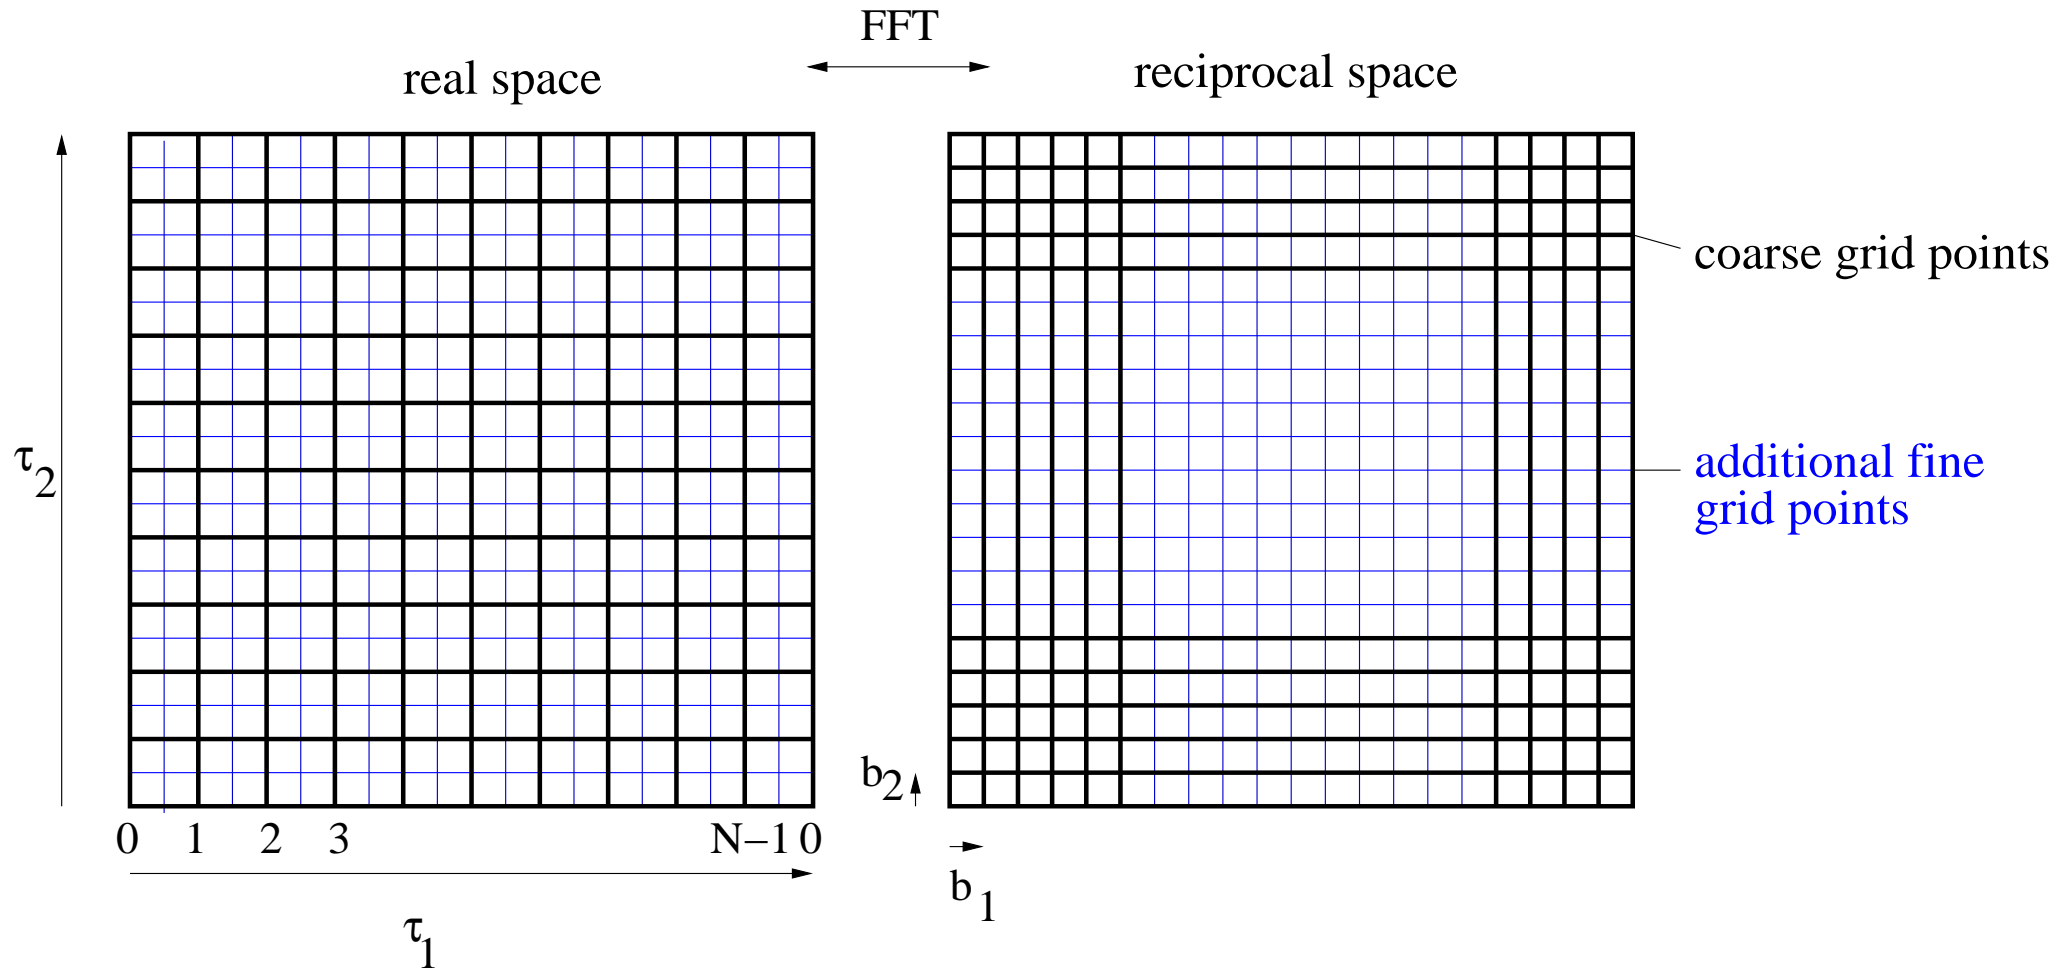 FFT
real space
reciprocal space
coarse grid points
additional fine
grid points
τ2
b2
0 1 2 3 N–1 0
b1
τ1